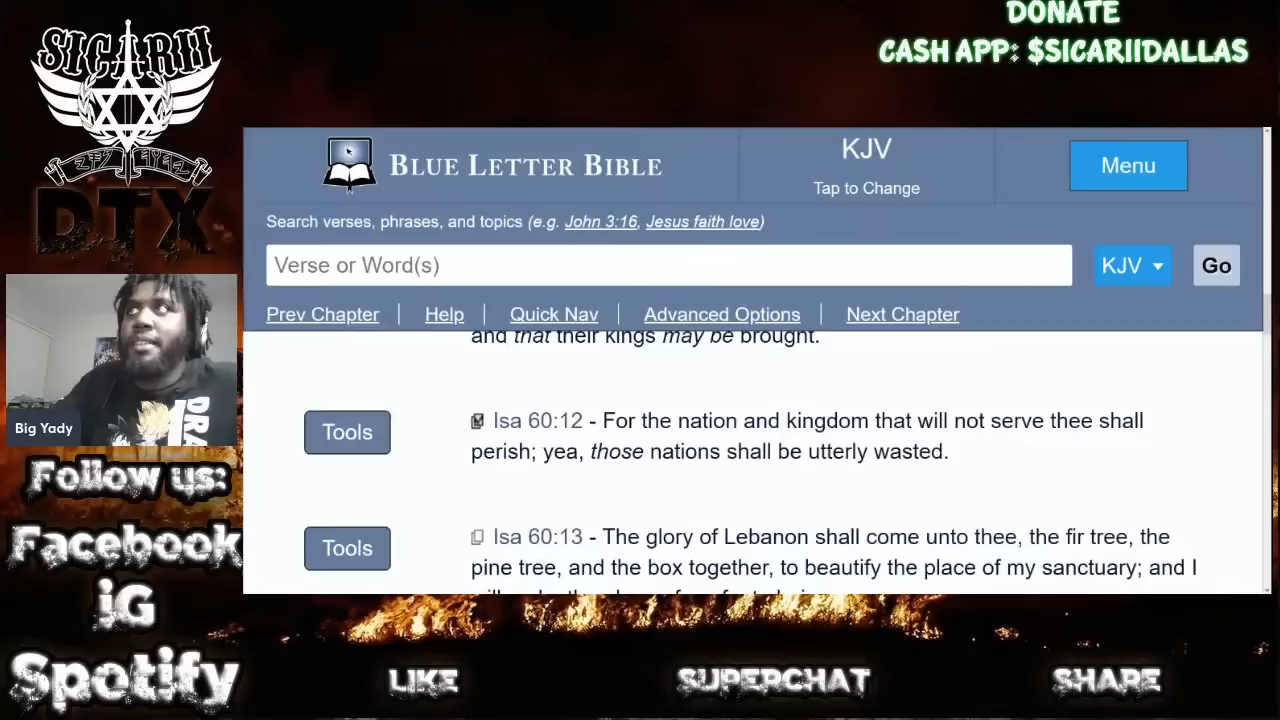 SICARII
DTX
DONATE
CASH APP: $SICARIIDALLAS
BLUE LETTER BIBLE
KJV
Tap to Change
Menu
Search verses, phrases, and topics (e.g. John 3:16, Jesus faith love)
Verse or Word(s)
KJV
Go
Prev Chapter
Help
Quick Nav
Advanced Options
Next Chapter
and that their kings may be brought.
Tools
Isa 60:12 - For the nation and kingdom that will not serve thee shall
perish; yea, those nations shall be utterly wasted.
Tools
Isa 60:13 - The glory of Lebanon shall come unto thee, the fir tree, the
pine tree, and the box together, to beautify the place of my sanctuary; and I
Big Yady
Follow us:
Facebook
iG
Spotify
LIKE
SUPERCHAT
SHARE